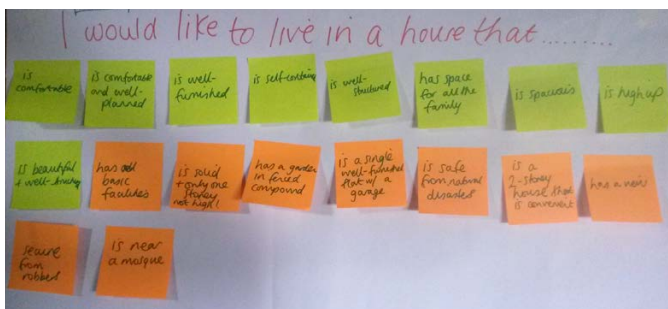 I would like to live in a house that.........
is
comfortable
is comfortable
and well-
planned
is well-
furnished
is self-contained
is well-
structured
has space
for all the
family
is spacious
is high up
is beautiful
+ well-
has all
basic
facilities
is solid
+ only one
storey
not high!
has a garden
in fenced
compound
is a single
well-furnished
flat w/ a
garage
is safe
from natural
disaster
is a
2-storey
house that
is convenient
has a
secure
from
robbers
is near
a mosque